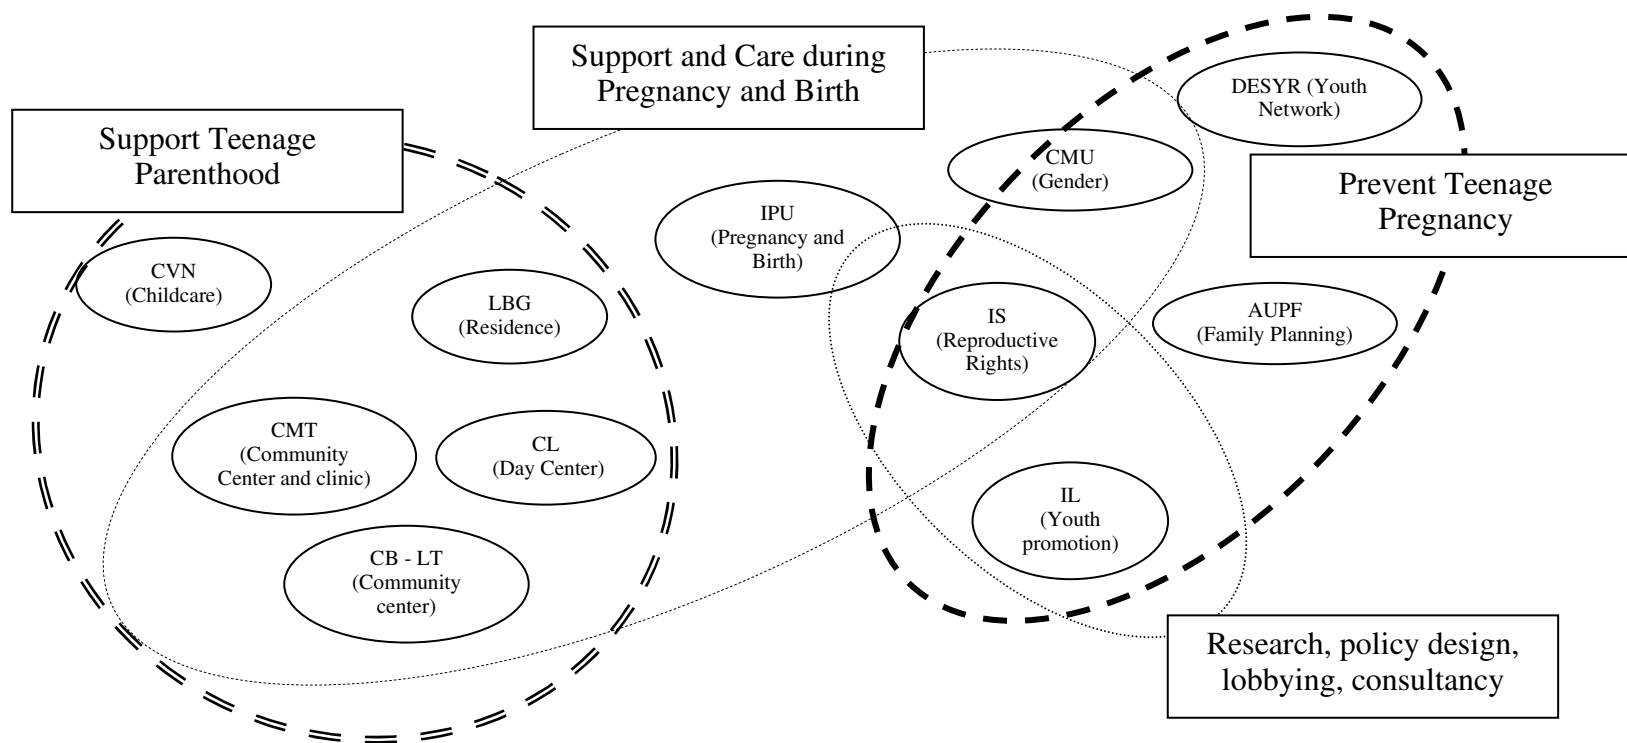 Support and Care during
Pregnancy and Birth
DESYR (Youth
Network)
Support Teenage
Parenthood
CMU
(Gender)
Prevent Teenage
Pregnancy
IPU
(Pregnancy and
Birth)
CVN
(Childcare)
LBG
(Residence)
IS
(Reproductive
Rights)
AUPF
(Family Planning)
CMT
(Community
Center and clinic)
CL
(Day Center)
IL
(Youth
promotion)
CB - LT
(Community
center)
Research, policy design,
lobbying, consultancy